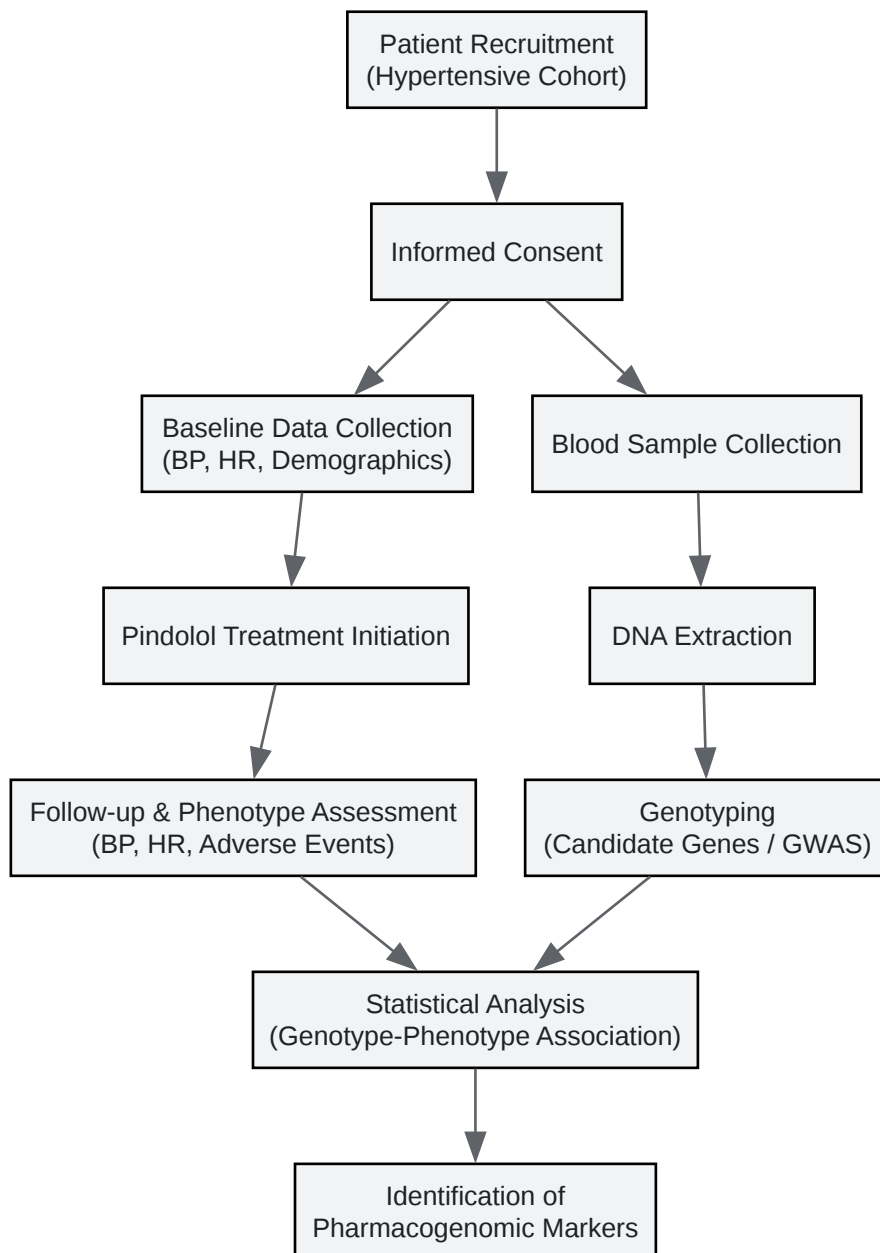 Patient Recruitment
(Hypertensive Cohort)
Informed Consent
Baseline Data Collection
(BP, HR, Demographics)
Blood Sample Collection
Pindolol Treatment Initiation
DNA Extraction
Follow-up & Phenotype Assessment
(BP, HR, Adverse Events)
Genotyping
(Candidate Genes / GWAS)
Statistical Analysis
(Genotype-Phenotype Association)
Identification of
Pharmacogenomic Markers